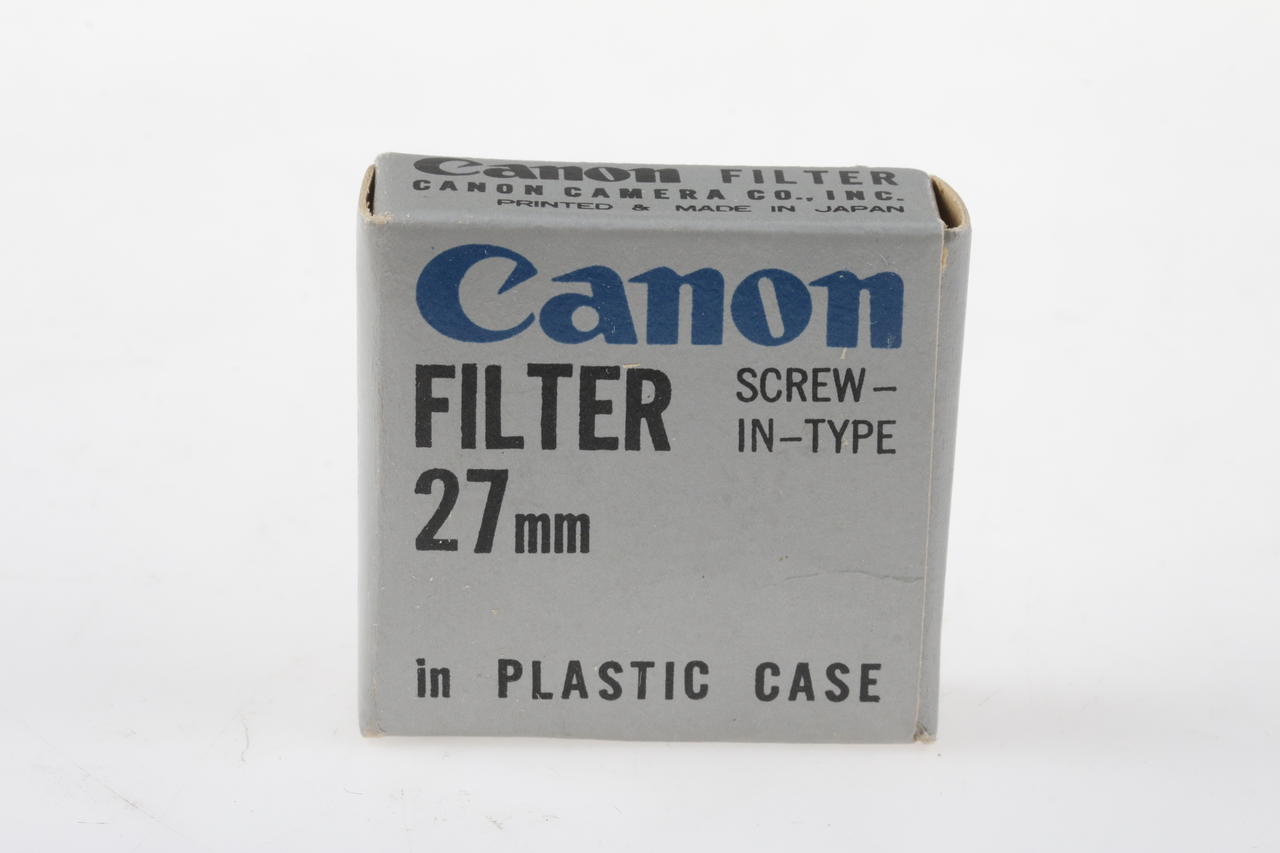 Canon FILTER
CANON CAMERA CO., INC.
PRINTED & MADE IN JAPAN
Canon
FILTER SCREW-
IN-TYPE
27mm
in PLASTIC CASE